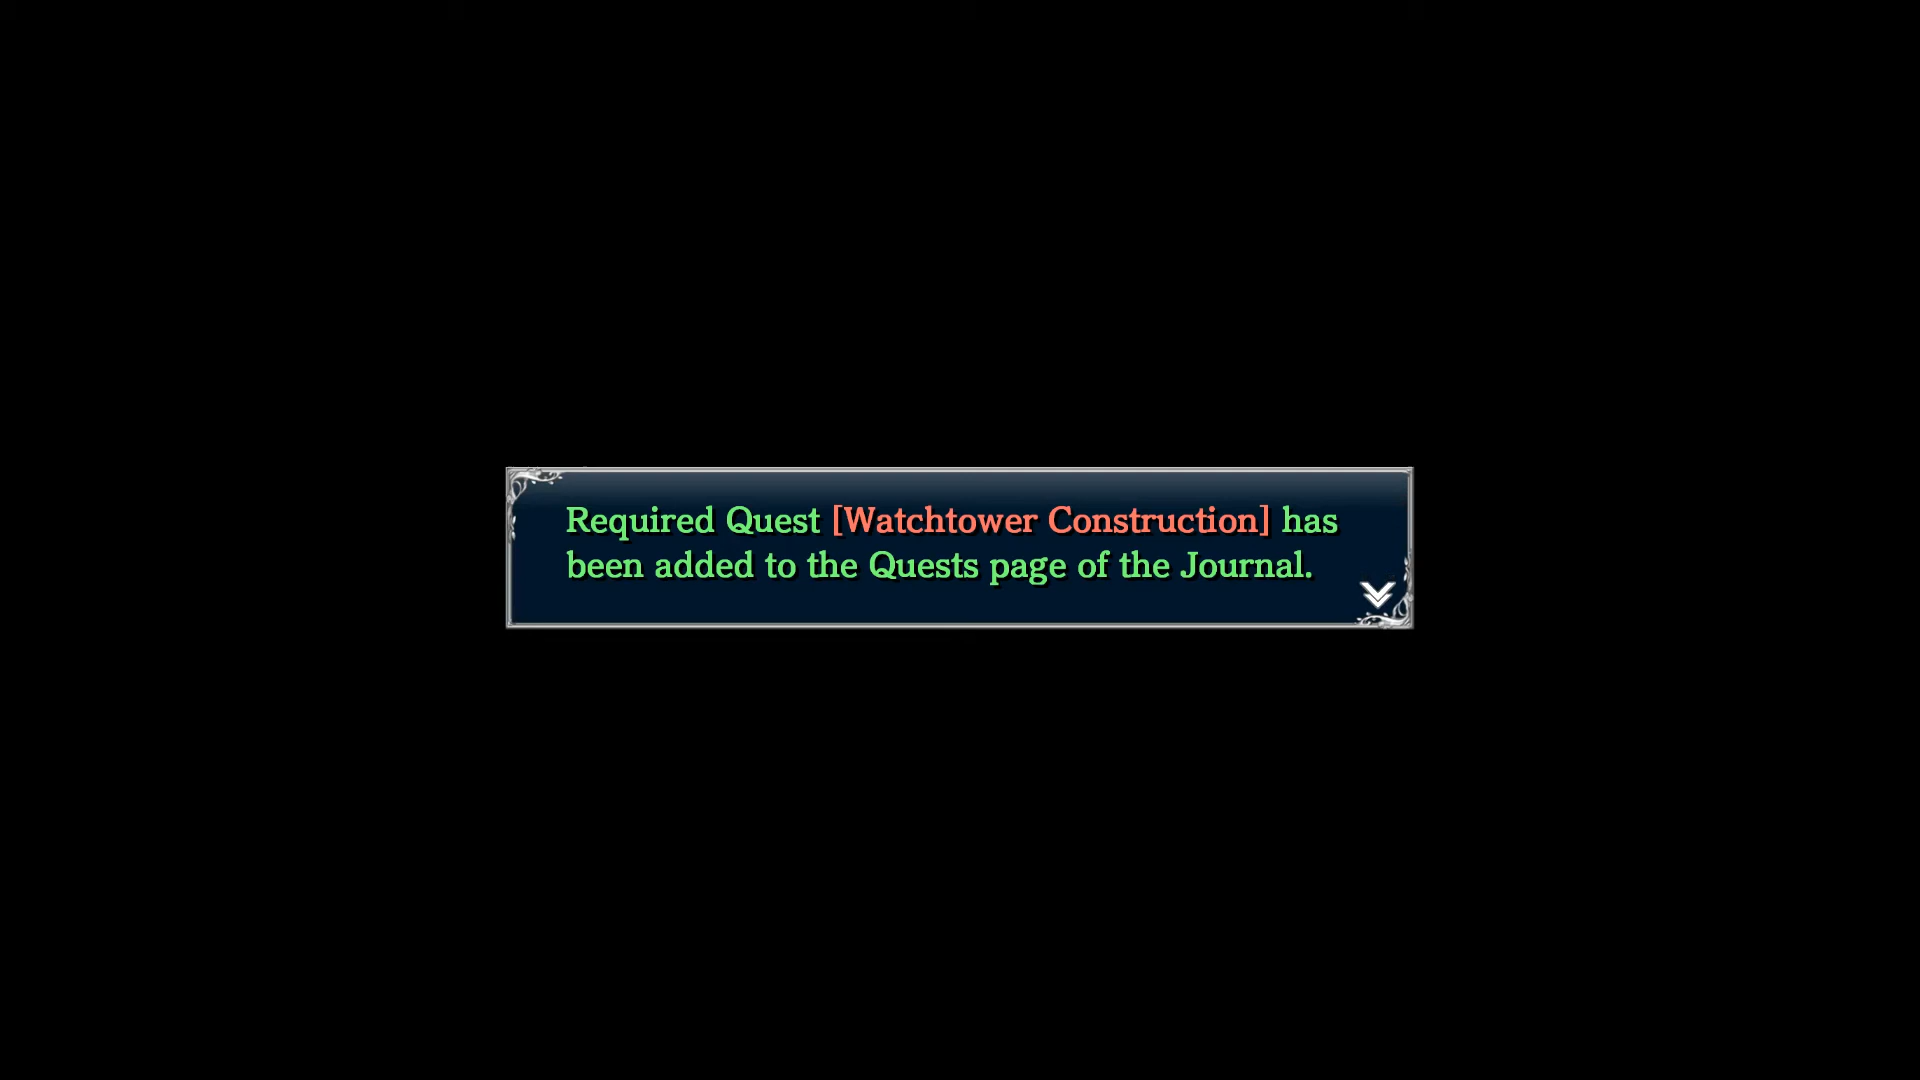 Required Quest [Watchtower Construction] has
been added to the Quests page of the Journal.